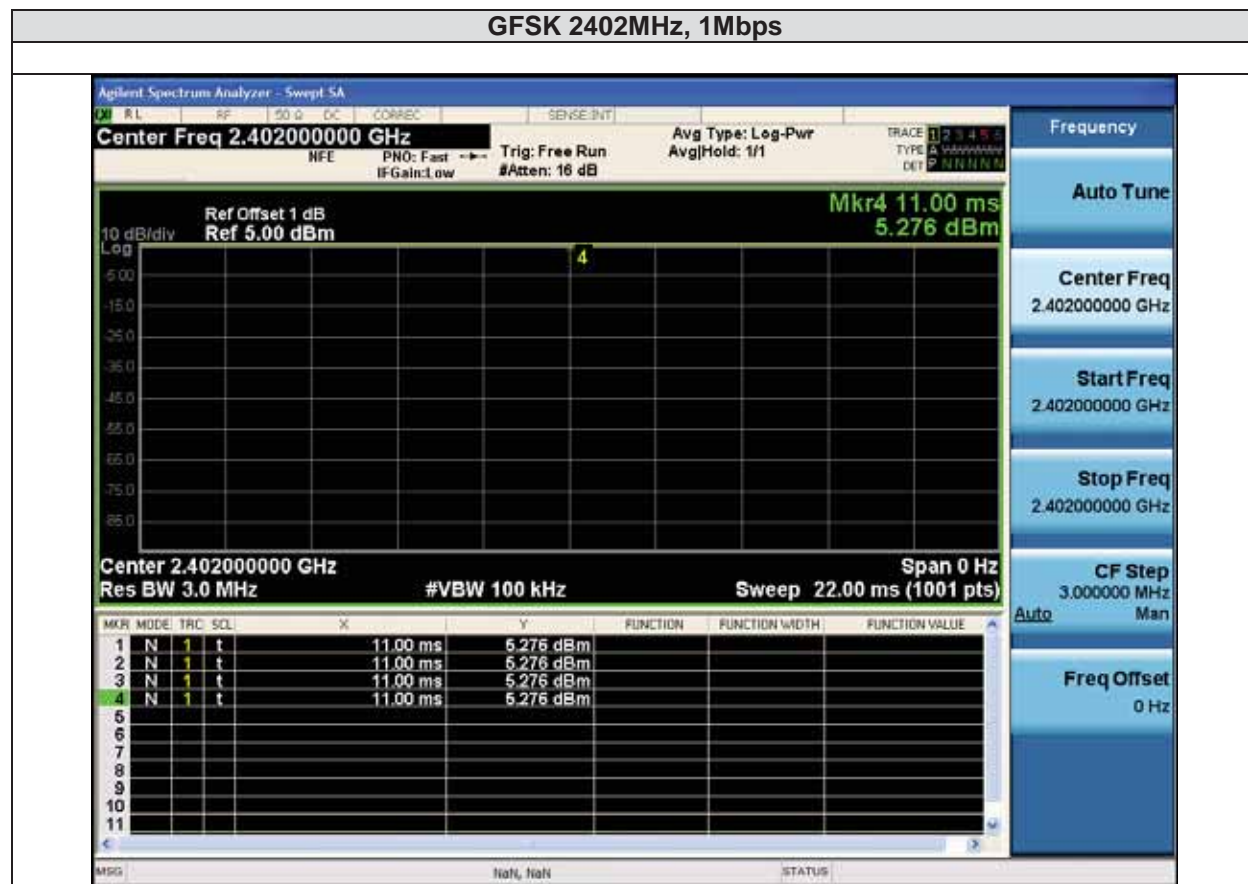 GFSK 2402MHz, 1Mbps
Agilent Spectrum Analyzer - Swept SA
RL RF 50 Ω DC CORREC SENSE:INT
Center Freq 2.402000000 GHz
NFE PNO: Fast Trig: Free Run Avg Type: Log-Pwr TRACE 1 2 3 4 5 6
IFGain:Low #Atten: 16 dB Avg|Hold: 1/1 TYPE A
DET P N N N N N
Mkr4 11.00 ms
5.276 dBm
Ref Offset 1 dB
10 dB/div Ref 5.00 dBm
Log
4
-5.00
-15.0
-25.0
-35.0
-45.0
-55.0
-65.0
-75.0
-85.0
Center 2.402000000 GHz Span 0 Hz
Res BW 3.0 MHz #VBW 100 kHz Sweep 22.00 ms (1001 pts)
MKR MODE TRC SCL X Y FUNCTION FUNCTION WIDTH FUNCTION VALUE
1 N 1 t 11.00 ms 5.276 dBm
2 N 1 t 11.00 ms 5.276 dBm
3 N 1 t 11.00 ms 5.276 dBm
4 N 1 t 11.00 ms 5.276 dBm
5
6
7
8
9
10
11
MSG NaN, NaN STATUS
Frequency
Auto Tune
Center Freq
2.402000000 GHz
Start Freq
2.402000000 GHz
Stop Freq
2.402000000 GHz
CF Step
3.000000 MHz
Auto Man
Freq Offset
0 Hz